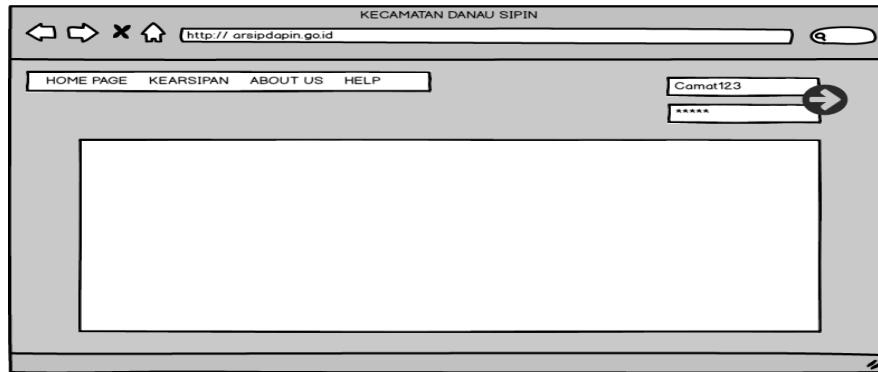 KECAMATAN DANAU SIPIN
http:// arsipdapin.go.id
HOME PAGE KEARSIPAN ABOUT US HELP
Camat123
*****